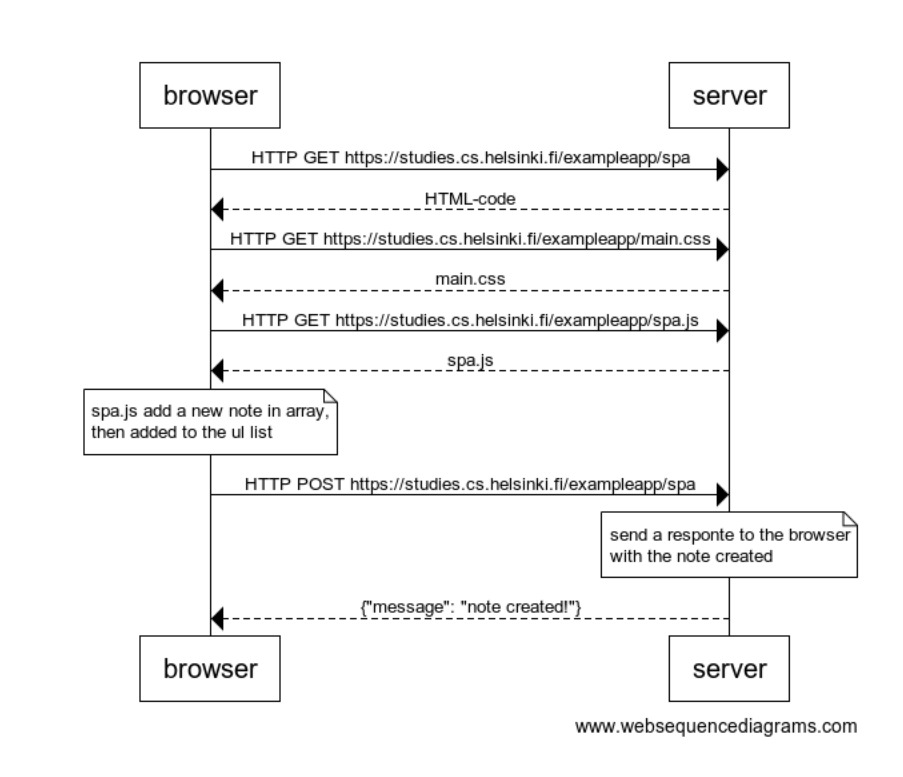 browser server
HTTP GET https://studies.cs.helsinki.fi/exampleapp/spa
HTML-code
HTTP GET https://studies.cs.helsinki.fi/exampleapp/main.css
main.css
HTTP GET https://studies.cs.helsinki.fi/exampleapp/spa.js
spa.js
spa.js add a new note in array,
then added to the ul list
HTTP POST https://studies.cs.helsinki.fi/exampleapp/spa
send a responte to the browser
with the note created
{"message": "note created!"}
browser server
www.websequencediagrams.com